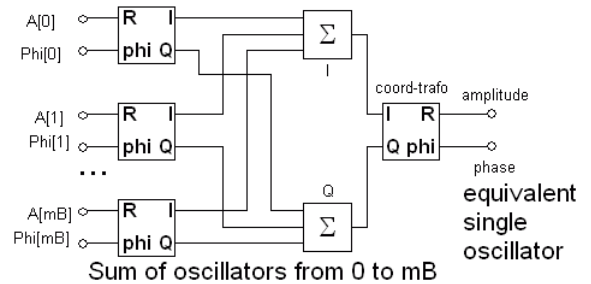 A[0] R I Σ
Phi[0] phi Q I
coord-trafo amplitude
A[1] R I I R
Phi[1] phi Q Q phi
... phase
Q equivalent
A[mB] R I Σ single
Phi[mB] phi Q oscillator
Sum of oscillators from 0 to mB